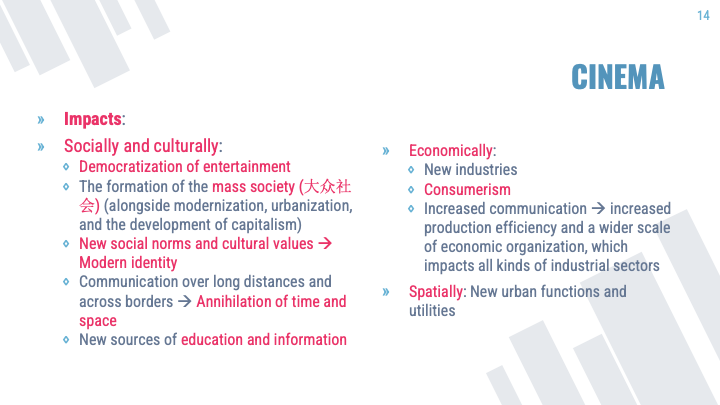 14
CINEMA
» Impacts:
» Socially and culturally:
◊ Democratization of entertainment
◊ The formation of the mass society (大众社
会) (alongside modernization, urbanization,
and the development of capitalism)
◊ New social norms and cultural values →
Modern identity
◊ Communication over long distances and
across borders → Annihilation of time and
space
◊ New sources of education and information
» Economically:
◊ New industries
◊ Consumerism
◊ Increased communication → increased
production efficiency and a wider scale
of economic organization, which
impacts all kinds of industrial sectors
» Spatially: New urban functions and
utilities